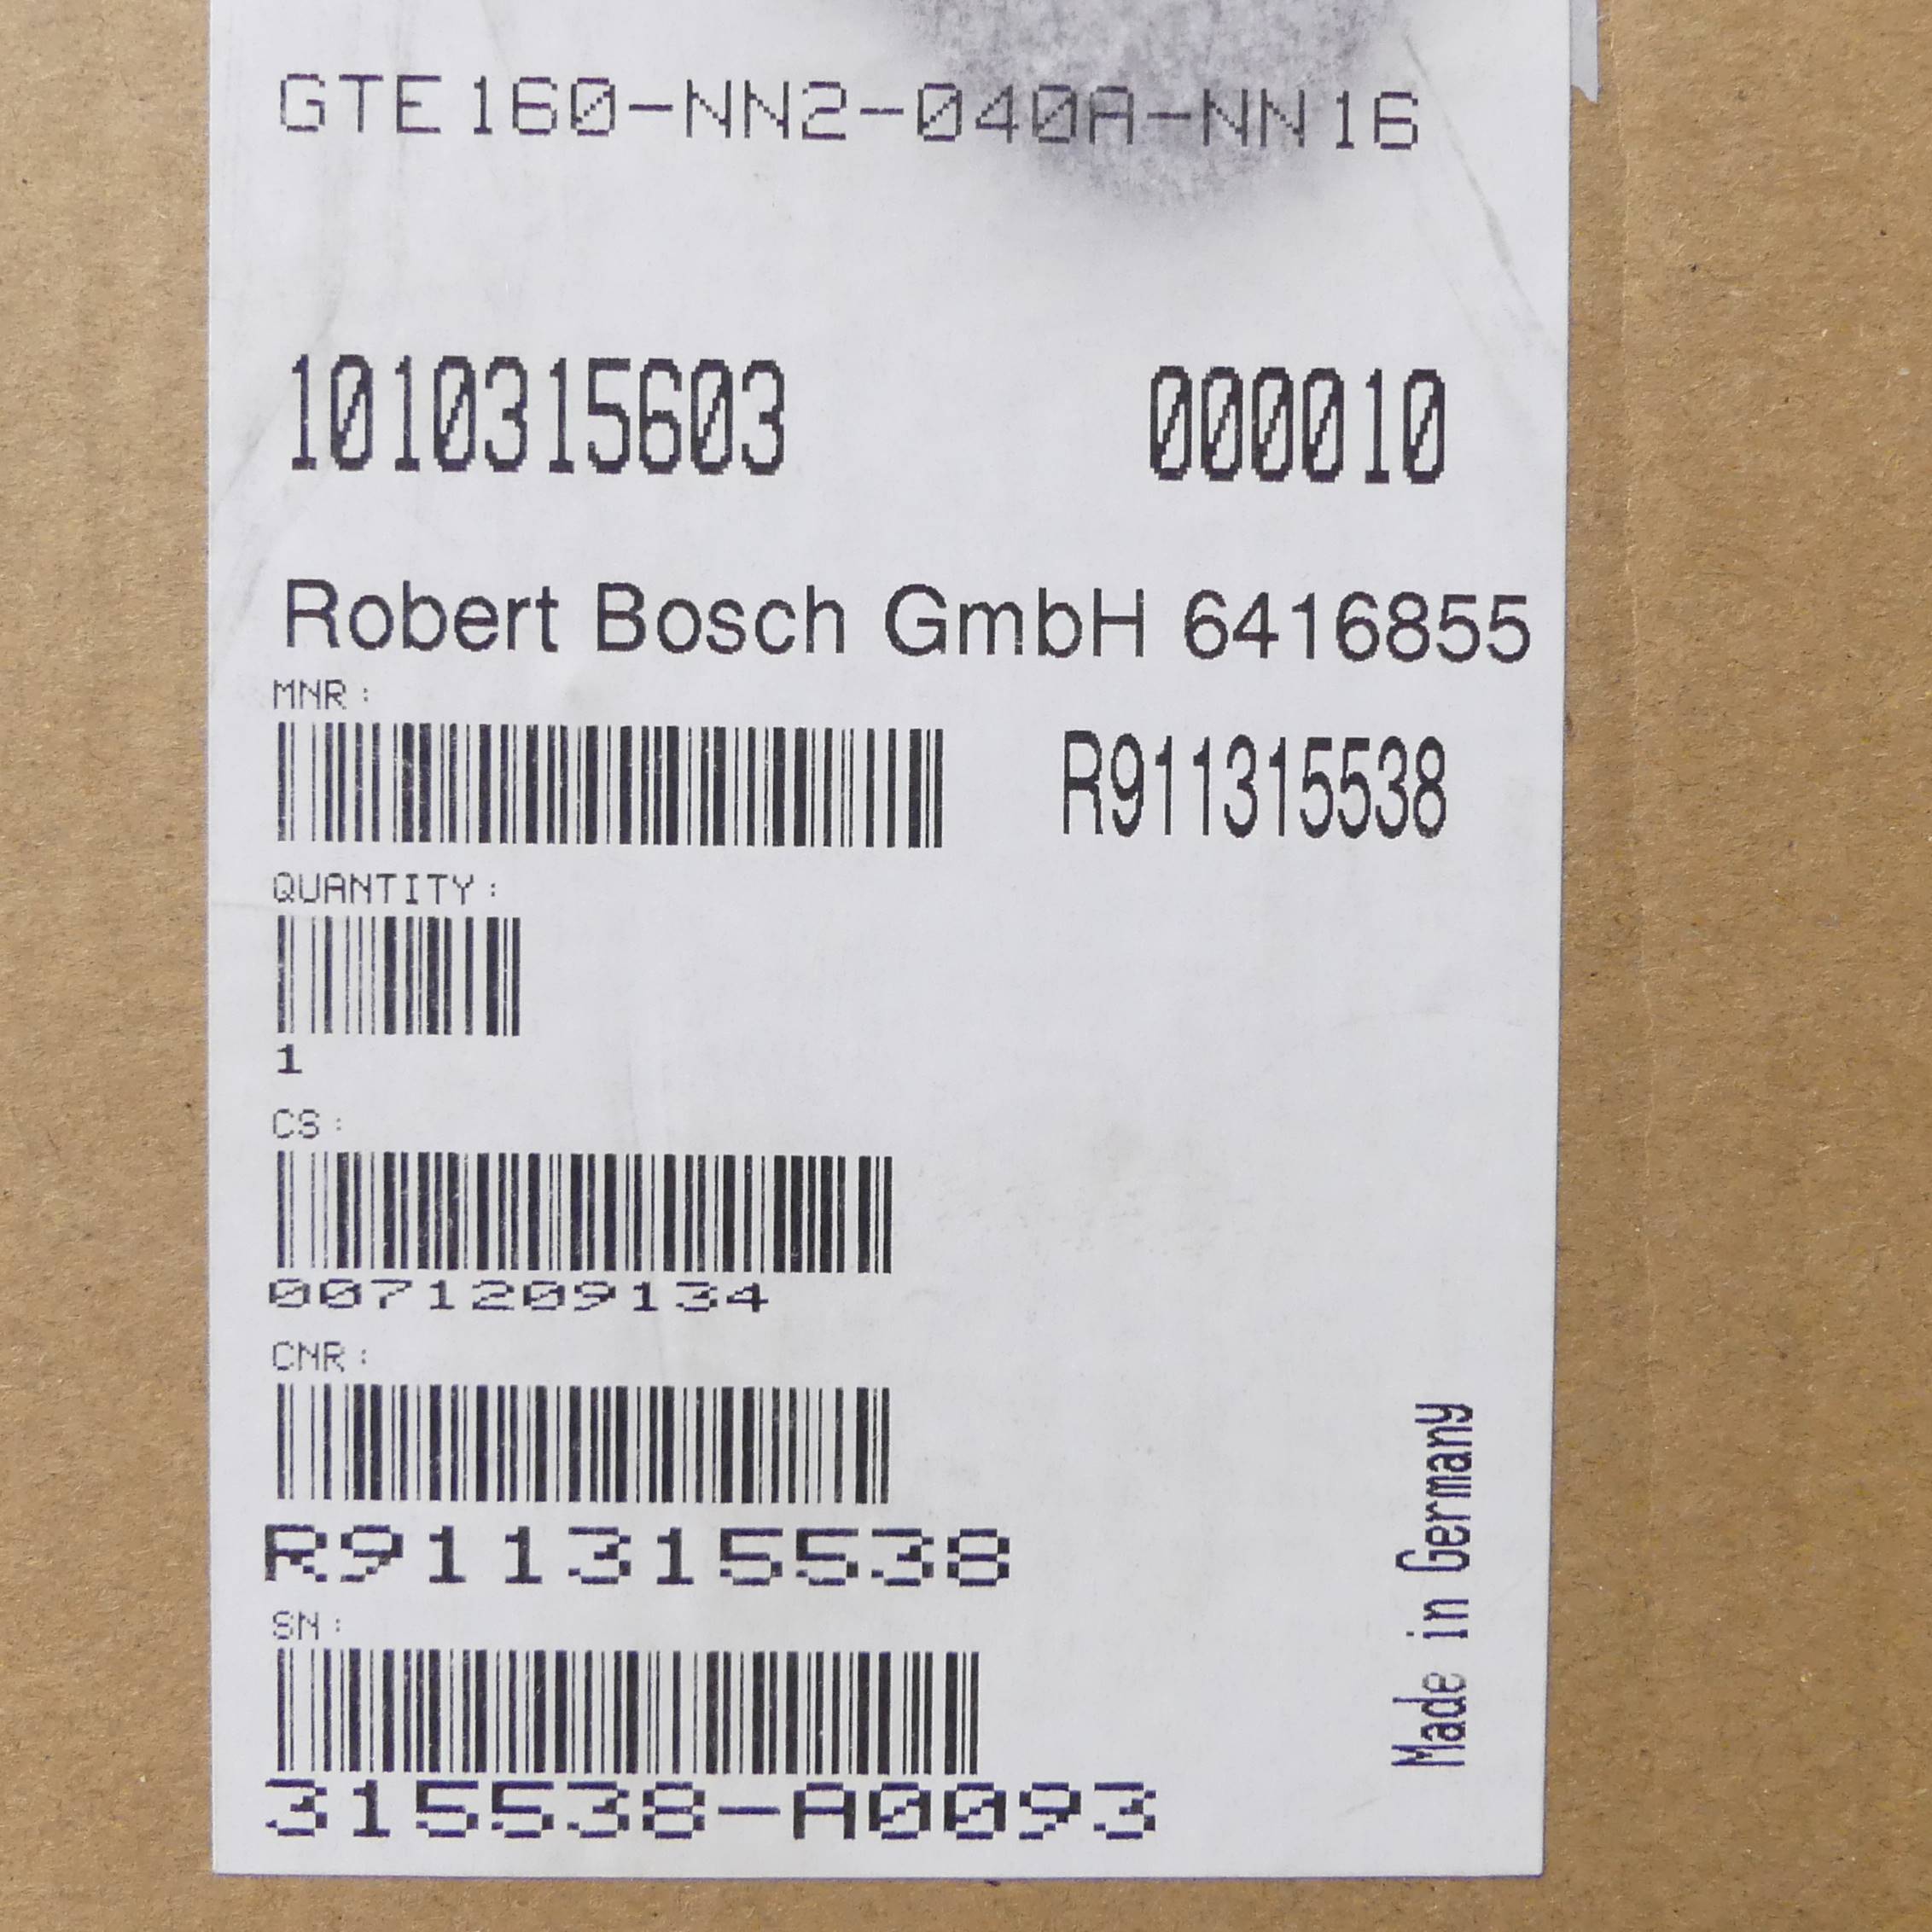 GTE160-NN2-040A-NN16
1010315603 000010
Robert Bosch GmbH 6416855
MNR:
R911315538
QUANTITY:
1
CS:
0071209134
CNR:
R911315538
SN:
315538-A0093
Made in Germany